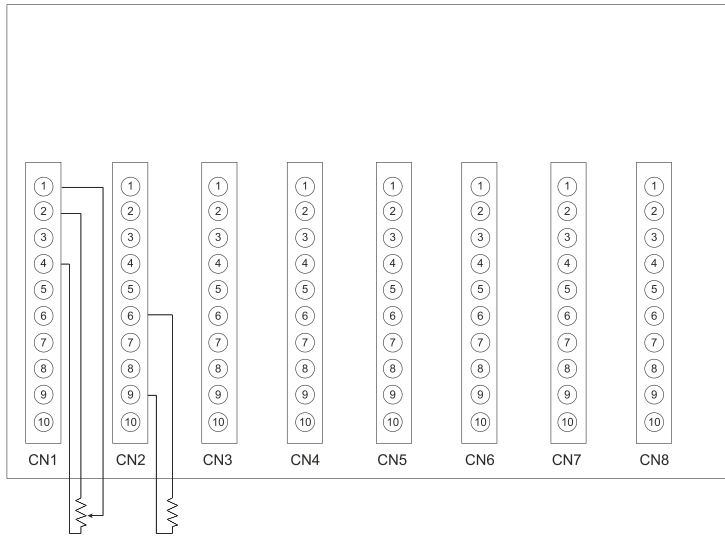 1 1 1 1 1 1 1 1
2 2 2 2 2 2 2 2
3 3 3 3 3 3 3 3
4 4 4 4 4 4 4 4
5 5 5 5 5 5 5 5
6 6 6 6 6 6 6 6
7 7 7 7 7 7 7 7
8 8 8 8 8 8 8 8
9 9 9 9 9 9 9 9
10 10 10 10 10 10 10 10
CN1 CN2 CN3 CN4 CN5 CN6 CN7 CN8